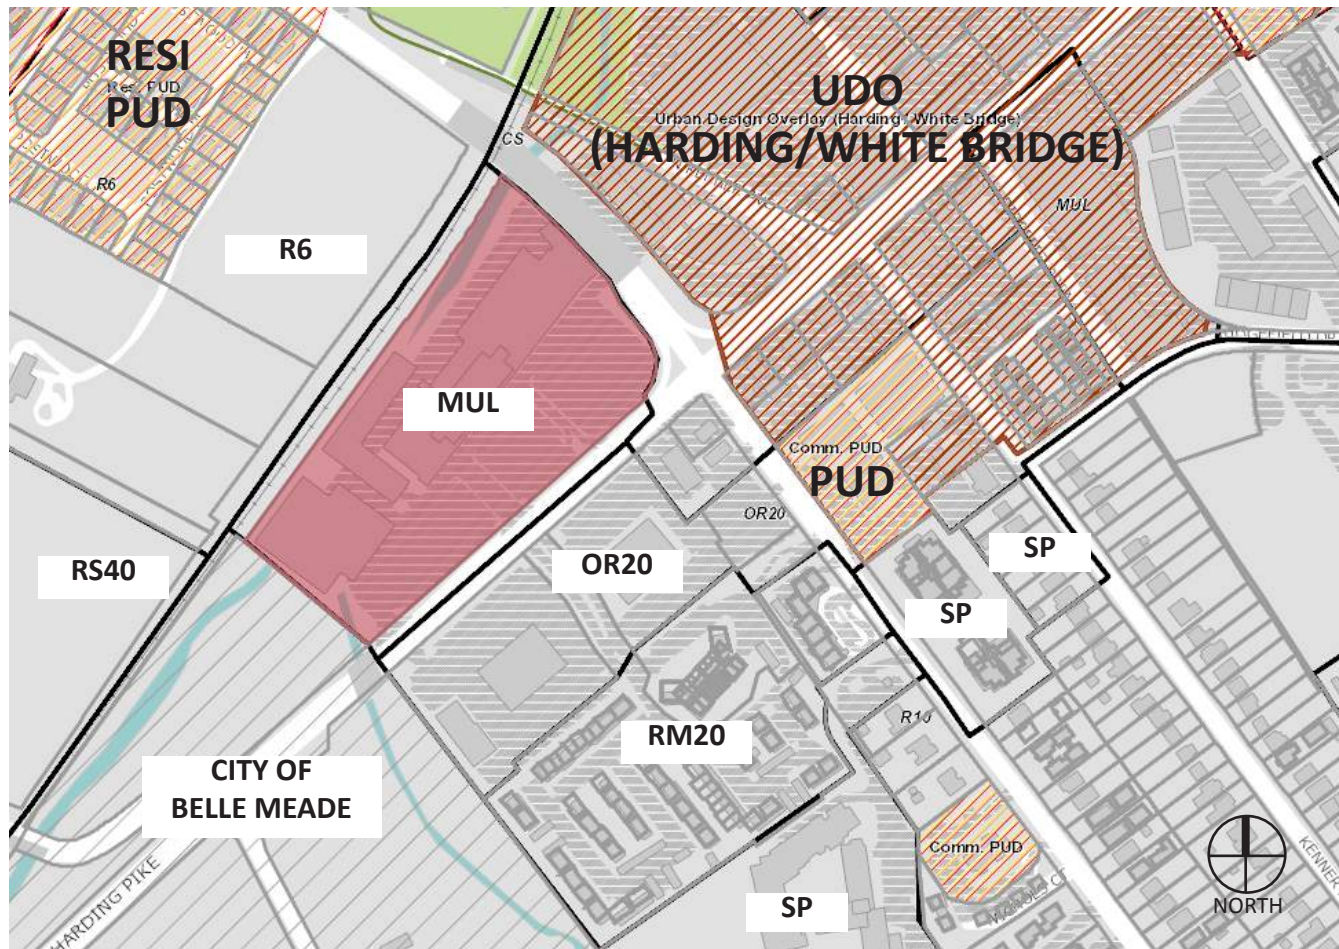 RESI
Res. PUD
PUD
R6
CS
UDO
Urban Design Overlay (Harding / White Bridge)
(HARDING/WHITE BRIDGE)
MUL
R6
MUL
Comm. PUD
PUD
OR20
RS40
OR20
SP
SP
RM20
R10
CITY OF
BELLE MEADE
HARDING PIKE
Comm. PUD
SP
KENNER
NORTH